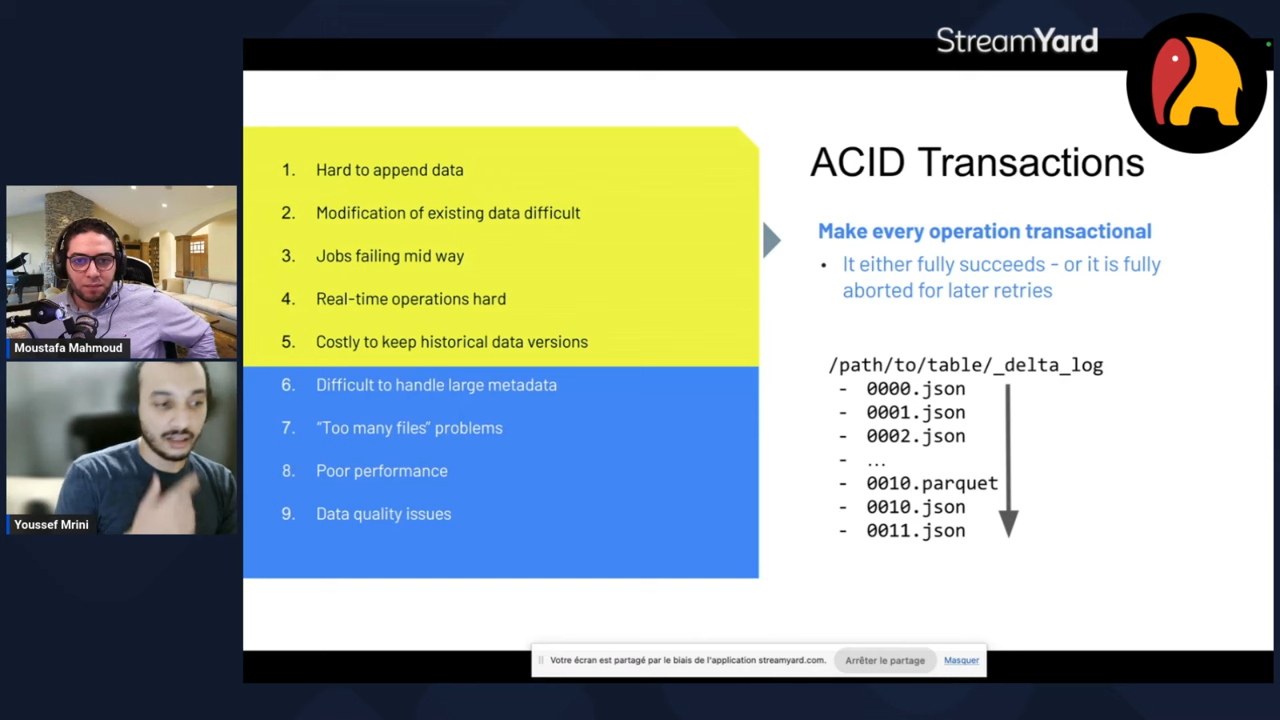 StreamYard
1. Hard to append data
2. Modification of existing data difficult
3. Jobs failing mid way
4. Real-time operations hard
5. Costly to keep historical data versions
6. Difficult to handle large metadata
7. “Too many files” problems
8. Poor performance
9. Data quality issues
ACID Transactions
Make every operation transactional
• It either fully succeeds - or it is fully
aborted for later retries
/path/to/table/_delta_log
- 0000.json
- 0001.json
- 0002.json
- ...
- 0010.parquet
- 0010.json
- 0011.json
Moustafa Mahmoud
Youssef Mrini
Votre écran est partagé par le biais de l'application streamyard.com.
Arrêter le partage
Masquer